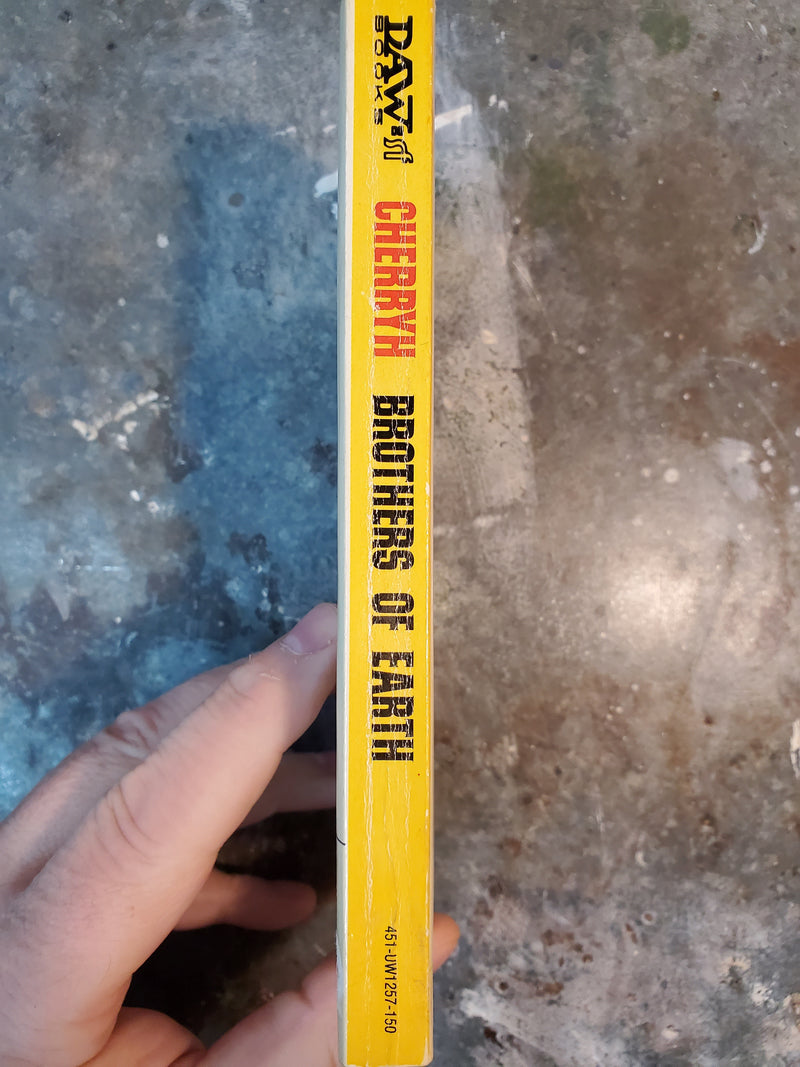 DAW
BOOKS
CHERRYH
BROTHERS OF EARTH
451-UW1257-150